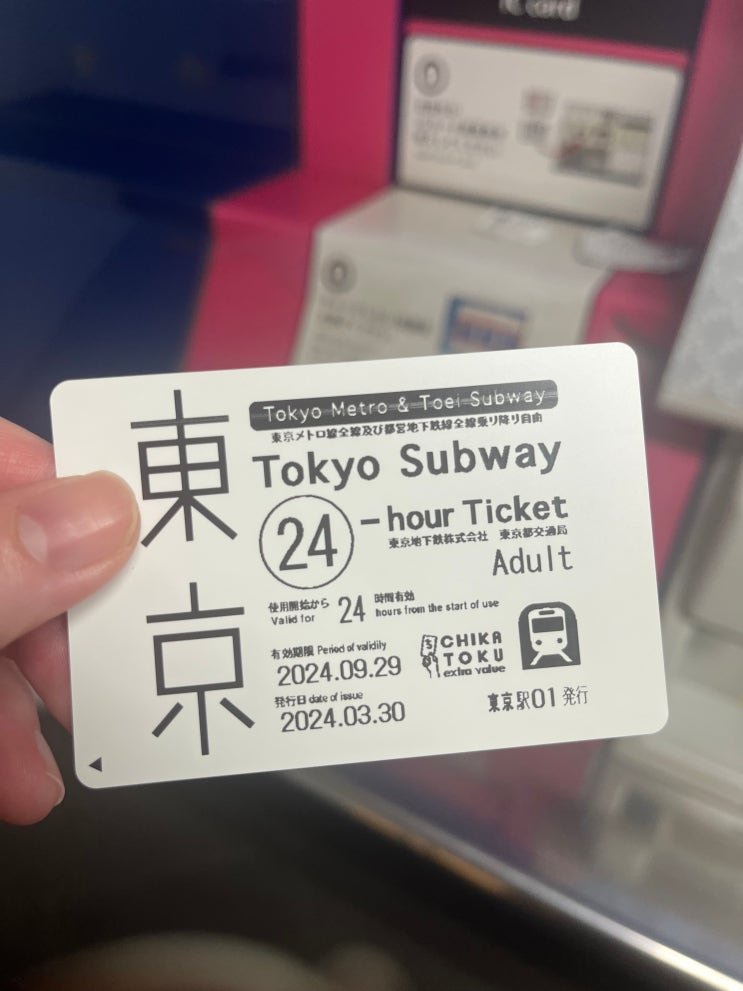 IC card
東京
Tokyo Metro & Toei Subway
東京メトロ線全線及び都営地下鉄線全線乗り降り自由
Tokyo Subway
24-hour Ticket
東京地下鉄株式会社 東京都交通局
Adult
使用開始から 24 時間有効
Valid for hours from the start of use
有効期限 Period of validity
2024.09.29
CHIKA
TOKU
extra value
発行日 date of issue
2024.03.30
東京駅01発行